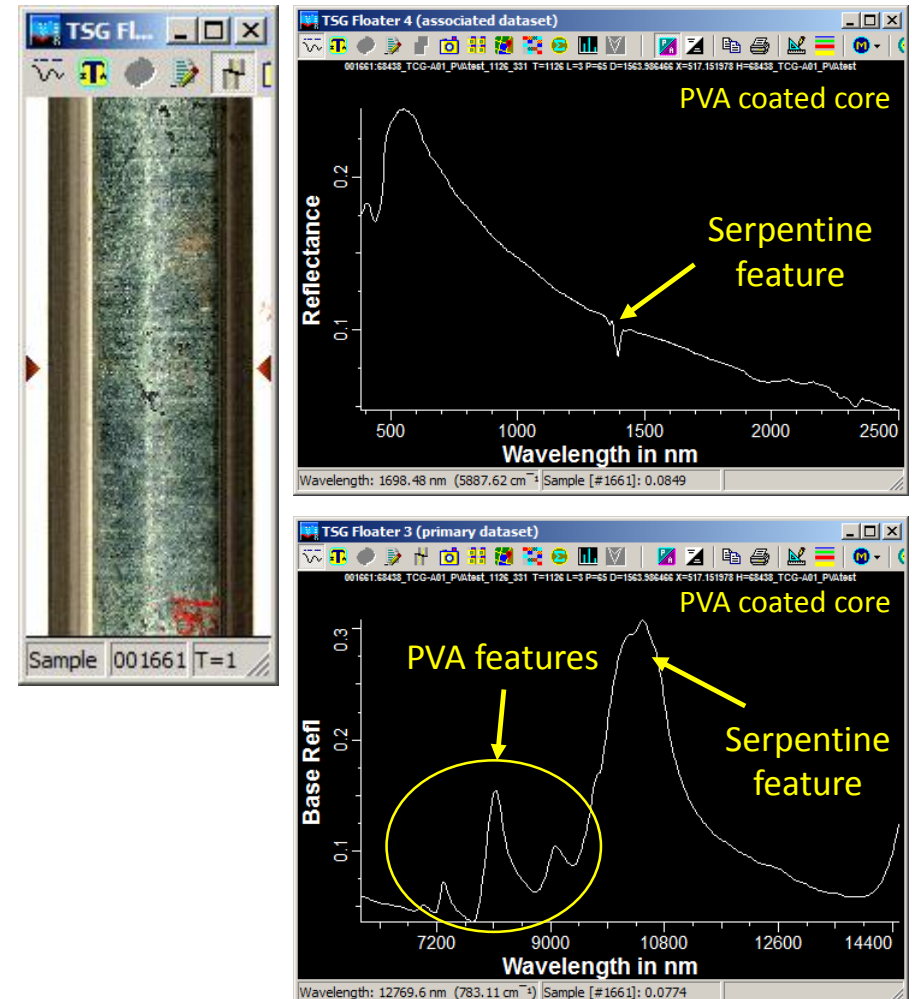 TSG Fl...
Sample 001661 T=1
TSG Floater 4 (associated dataset)
001661:68438_TCG-A01_PVAtest_1126_331 T=1126 L=3 P=65 D=1563.986466 X=517.151978 H=68438_TCG-A01_PVAtest
PVA coated core
Serpentine
feature
Reflectance
0.2
0.1
500 1000 1500 2000 2500
Wavelength in nm
Wavelength: 1698.48 nm (5887.62 cm⁻¹ Sample [#1661]: 0.0849
TSG Floater 3 (primary dataset)
001661:68438_TCG-A01_PVAtest_1126_331 T=1126 L=3 P=65 D=1563.986466 X=517.151978 H=68438_TCG-A01_PVAtest
PVA coated core
PVA features
Serpentine
feature
Base Refl
0.3
0.2
0.1
7200 9000 10800 12600 14400
Wavelength in nm
Wavelength: 12769.6 nm (783.11 cm⁻¹) Sample [#1661]: 0.0774